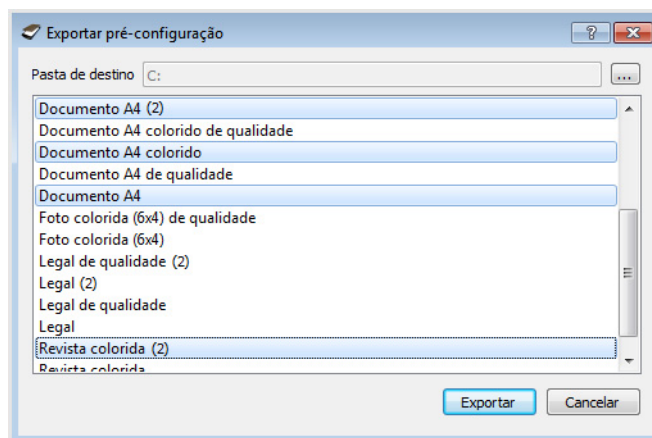 Exportar pré-configuração
Pasta de destino C: ...
Documento A4 (2)
Documento A4 colorido de qualidade
Documento A4 colorido
Documento A4 de qualidade
Documento A4
Foto colorida (6x4) de qualidade
Foto colorida (6x4)
Legal de qualidade (2)
Legal (2)
Legal de qualidade
Legal
Revista colorida (2)
Revista colorida
Exportar Cancelar